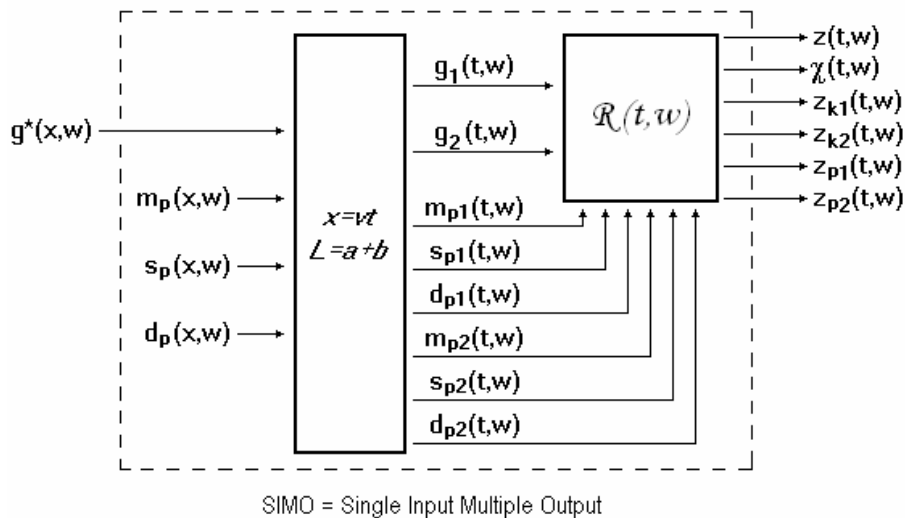 g*(x,w)
m_p(x,w)
s_p(x,w)
d_p(x,w)
x=vt
L=a+b
g_1(t,w)
g_2(t,w)
m_p1(t,w)
s_p1(t,w)
d_p1(t,w)
m_p2(t,w)
s_p2(t,w)
d_p2(t,w)
R(t,w)
z(t,w)
χ(t,w)
z_k1(t,w)
z_k2(t,w)
z_p1(t,w)
z_p2(t,w)
SIMO = Single Input Multiple Output